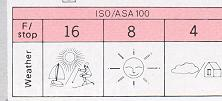 ISO/ASA 100
F/stop 16 8 4
Weather